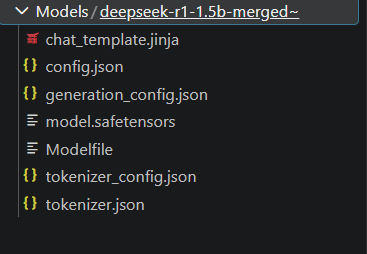 Models/deepseek-r1-1.5b-merged~
chat_template.jinja
config.json
generation_config.json
model.safetensors
Modelfile
tokenizer_config.json
tokenizer.json